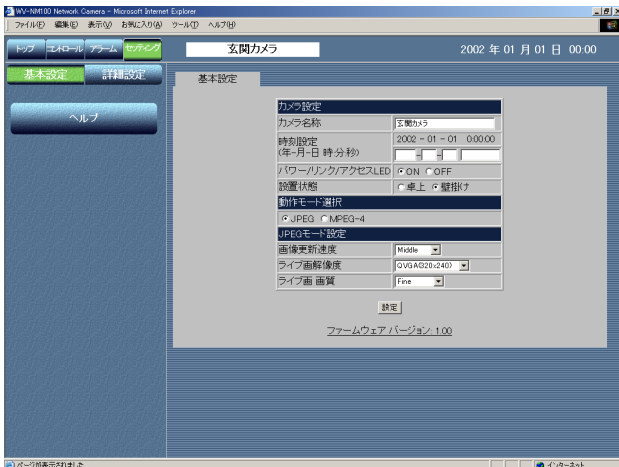 WV-NM100 Network Camera - Microsoft Internet Explorer
ファイル(F) 編集(E) 表示(V) お気に入り(A) ツール(T) ヘルプ(H)
トップ コントロール アラーム セッティング
玄関カメラ
2002 年 01 月 01 日 00:00
基本設定 詳細設定
ヘルプ
基本設定
カメラ設定
カメラ名称 玄関カメラ
時刻設定 2002 - 01 - 01 0:00:00
(年-月-日 時:分:秒) - -
パワー/リンク/アクセスLED ON OFF
設置状態 卓上 壁掛け
動作モード選択
JPEG MPEG-4
JPEGモード設定
画像更新速度 Middle
ライブ画解像度 QVGA(320x240)
ライブ画 画質 Fine
設定
ファームウェア バージョン: 1.00
ページが表示されました
インターネット